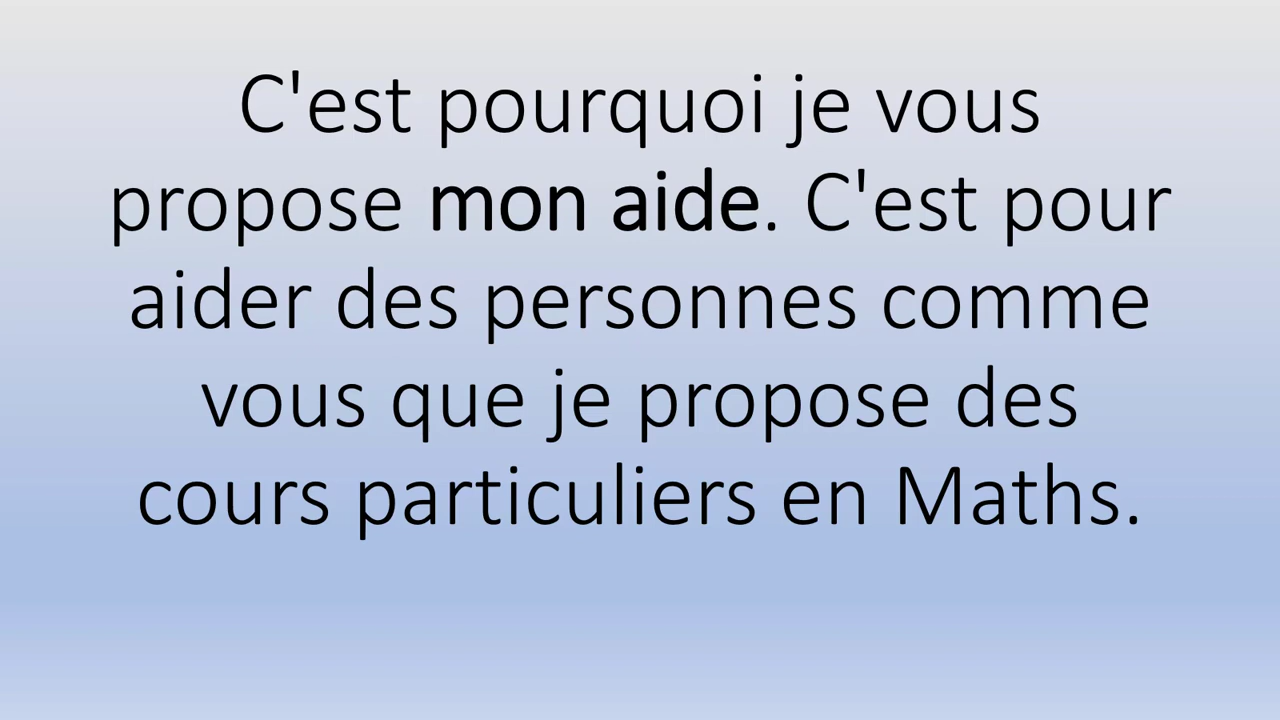 C'est pourquoi je vous
propose mon aide. C'est pour
aider des personnes comme
vous que je propose des
cours particuliers en Maths.